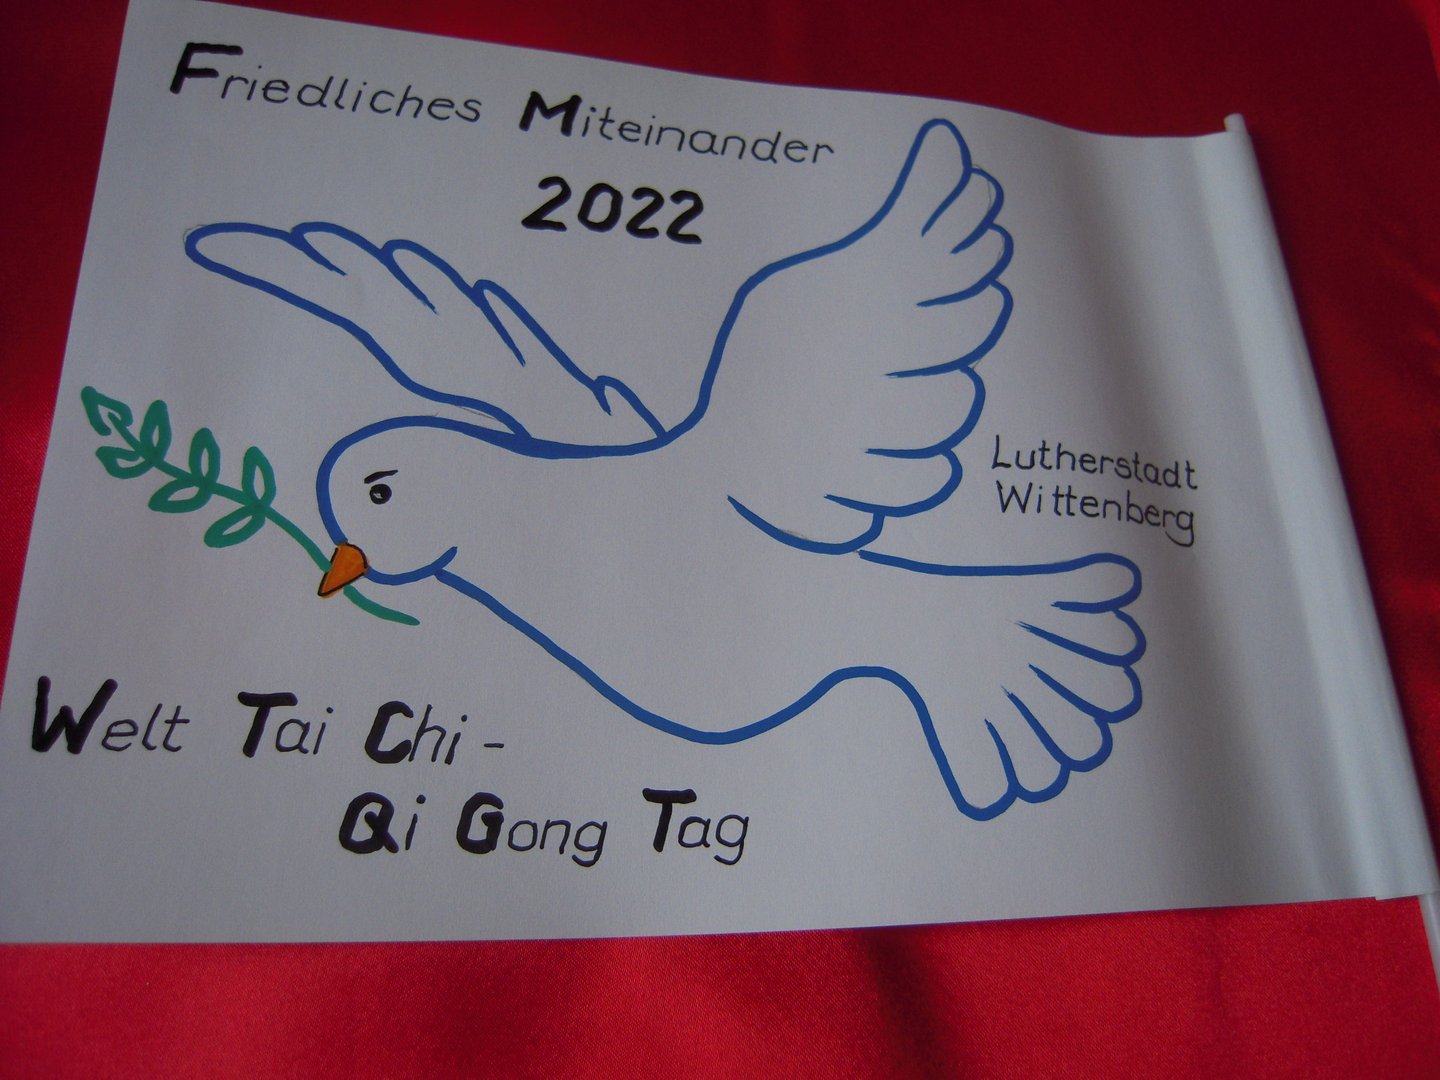 Friedliches Miteinander
2022
Lutherstadt
Wittenberg
Welt Tai Chi -
Qi Gong Tag